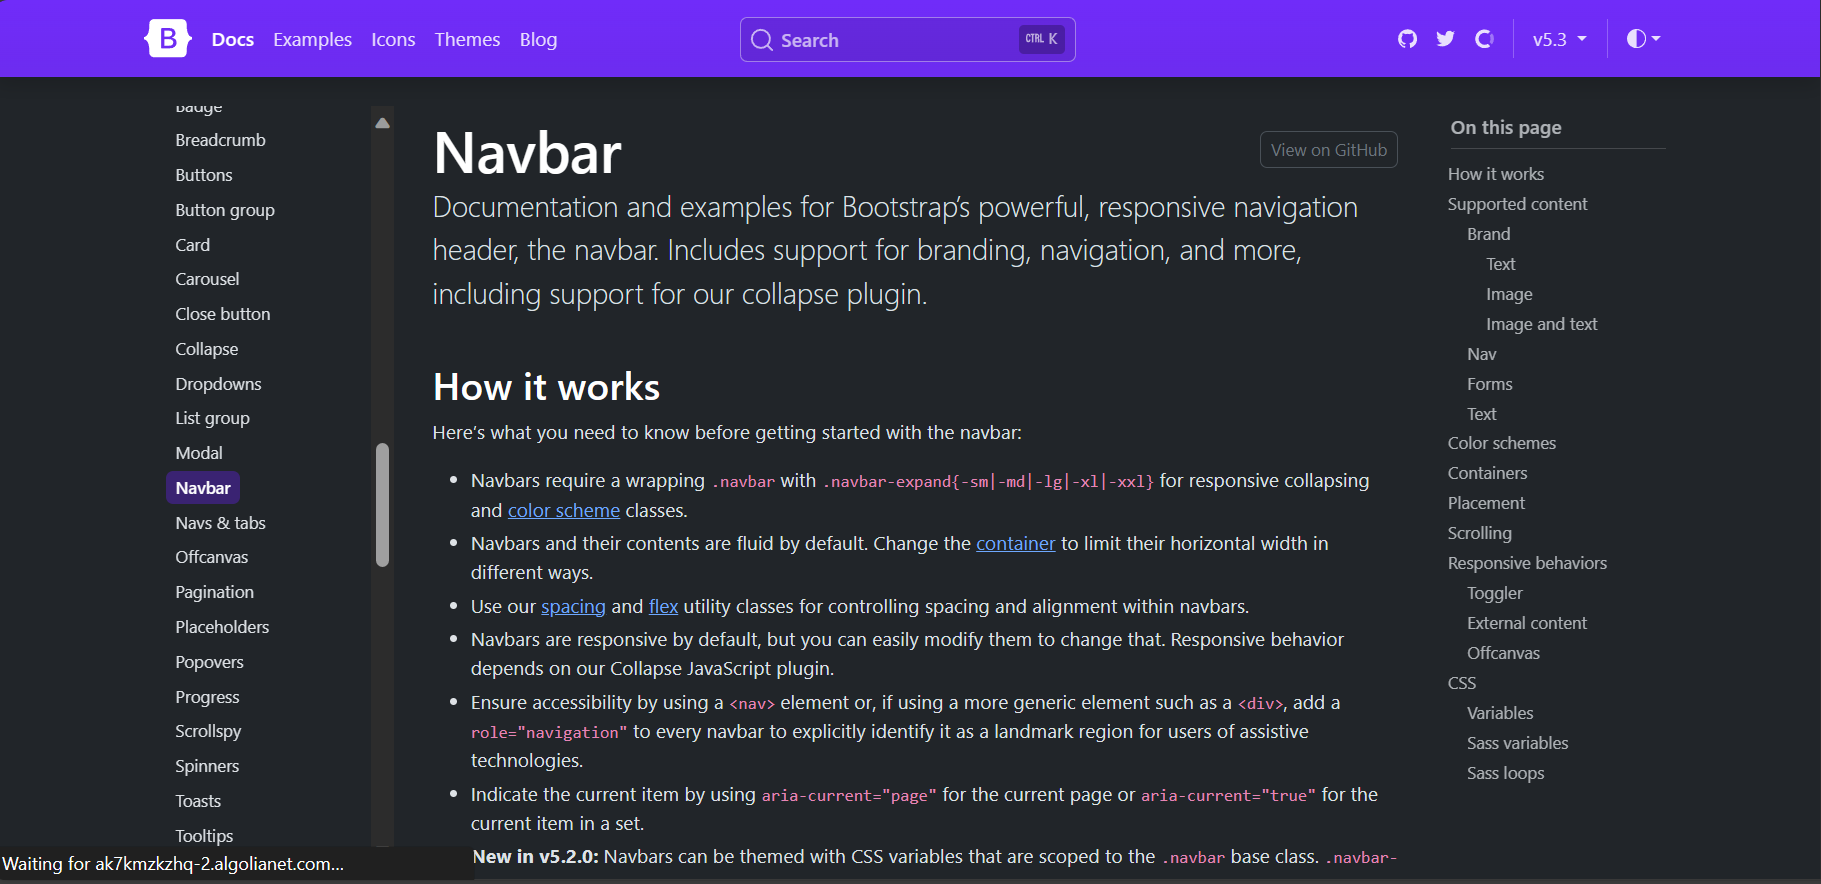 B Docs Examples Icons Themes Blog Search CTRL K v5.3
Badge
Breadcrumb
Buttons
Button group
Card
Carousel
Close button
Collapse
Dropdowns
List group
Modal
Navbar
Navs & tabs
Offcanvas
Pagination
Placeholders
Popovers
Progress
Scrollspy
Spinners
Toasts
Tooltips
Waiting for ak7kmzkzhq-2.algolianet.com...
Navbar
View on GitHub
Documentation and examples for Bootstrap’s powerful, responsive navigation
header, the navbar. Includes support for branding, navigation, and more,
including support for our collapse plugin.
How it works
Here’s what you need to know before getting started with the navbar:
• Navbars require a wrapping .navbar with .navbar-expand{-sm|-md|-lg|-xl|-xxl} for responsive collapsing
and color scheme classes.
• Navbars and their contents are fluid by default. Change the container to limit their horizontal width in
different ways.
• Use our spacing and flex utility classes for controlling spacing and alignment within navbars.
• Navbars are responsive by default, but you can easily modify them to change that. Responsive behavior
depends on our Collapse JavaScript plugin.
• Ensure accessibility by using a <nav> element or, if using a more generic element such as a <div>, add a
role="navigation" to every navbar to explicitly identify it as a landmark region for users of assistive
technologies.
• Indicate the current item by using aria-current="page" for the current page or aria-current="true" for the
current item in a set.
New in v5.2.0: Navbars can be themed with CSS variables that are scoped to the .navbar base class. .navbar-
On this page
How it works
Supported content
Brand
Text
Image
Image and text
Nav
Forms
Text
Color schemes
Containers
Placement
Scrolling
Responsive behaviors
Toggler
External content
Offcanvas
CSS
Variables
Sass variables
Sass loops